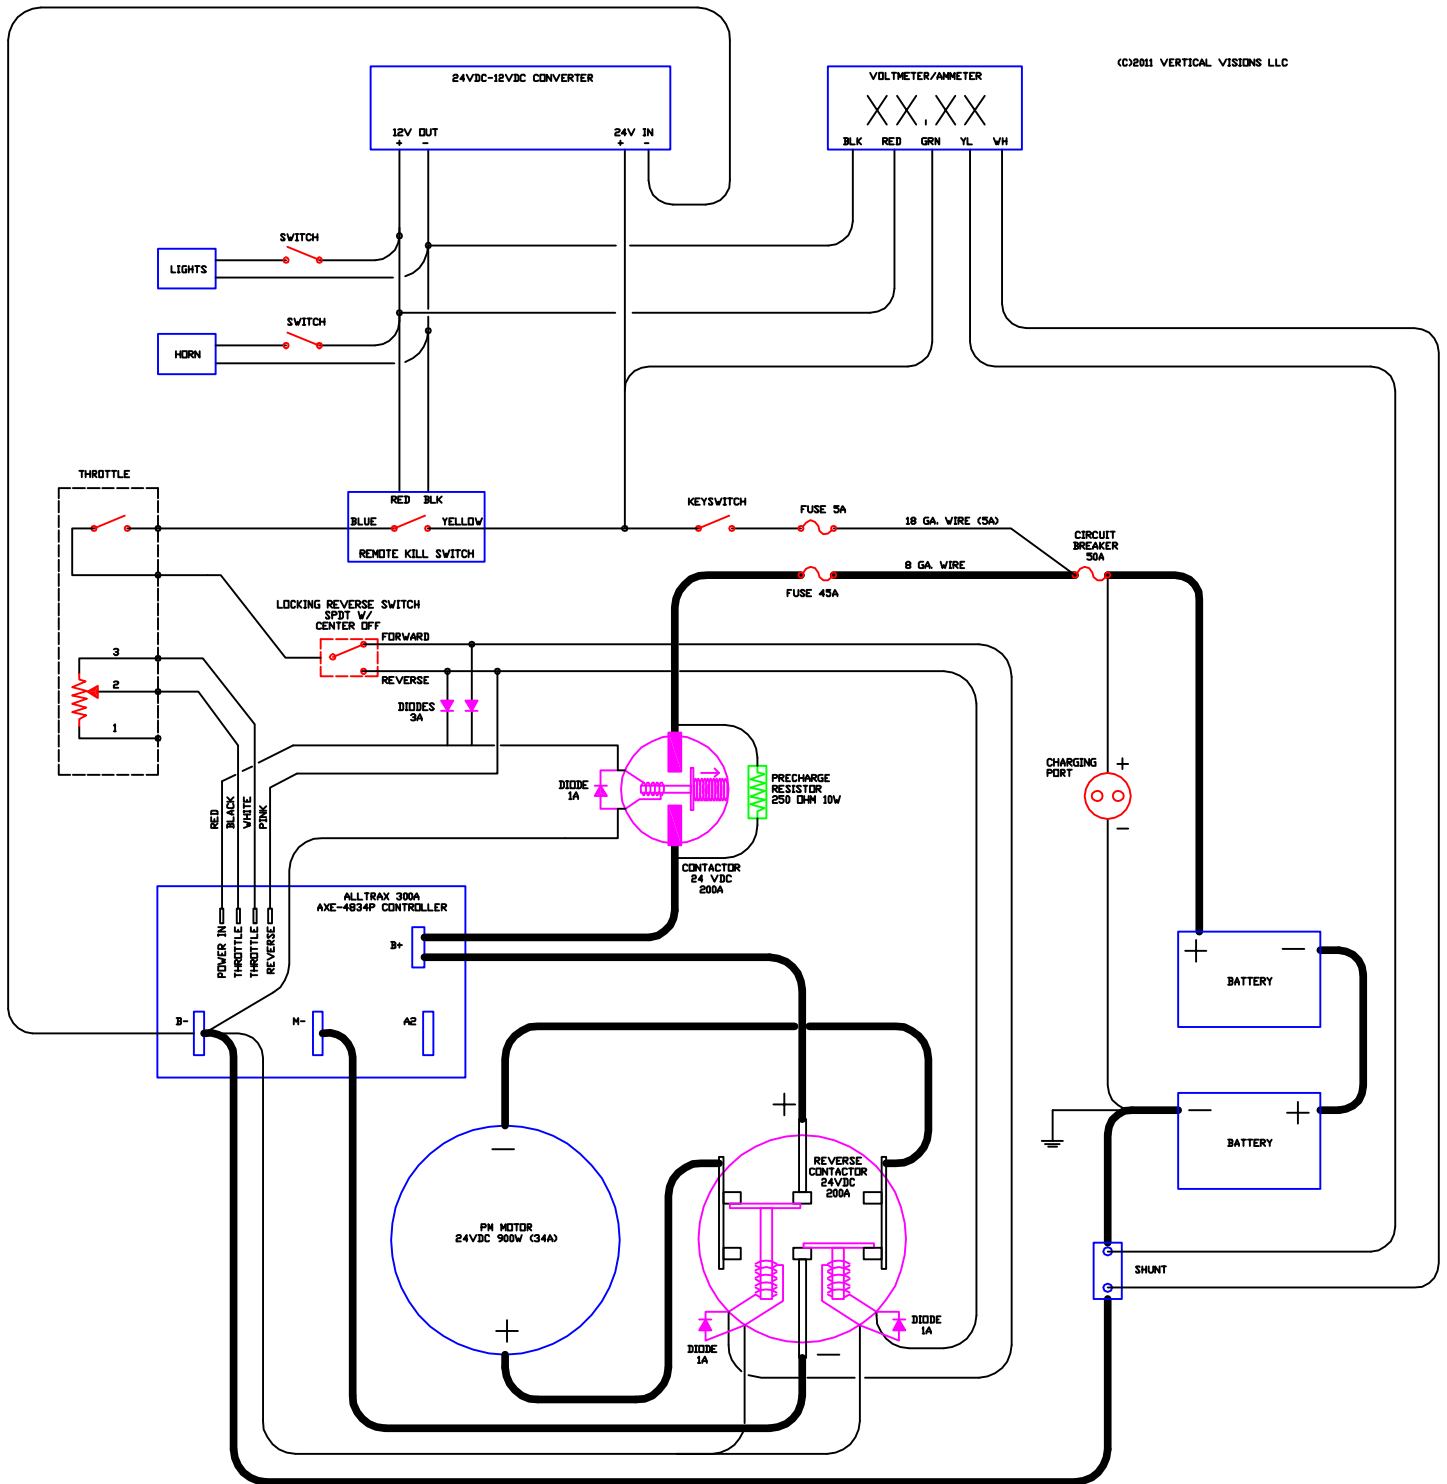 (C)2011 VERTICAL VISIONS LLC
24VDC-12VDC CONVERTER
12V OUT
+ -
24V IN
+ -
VOLTMETER/AMMETER
XX.XX
BLK RED GRN YL WH
SWITCH
LIGHTS
SWITCH
HORN
THROTTLE
RED BLK
BLUE
YELLOW
REMOTE KILL SWITCH
KEYSWITCH
FUSE 5A
18 GA. WIRE (5A)
CIRCUIT
BREAKER
50A
8 GA. WIRE
FUSE 45A
LOCKING REVERSE SWITCH
SPDT W/
CENTER OFF
FORWARD
REVERSE
3
2
1
DIODES
3A
DIODE
1A
PRECHARGE
RESISTOR
250 OHM 10W
CHARGING
PORT
+
-
RED
BLACK
WHITE
PINK
CONTACTOR
24 VDC
200A
ALLTRAX 300A
AXE-4834P CONTROLLER
POWER IN
THROTTLE
THROTTLE
REVERSE
B+
B-
M-
A2
+ -
BATTERY
- +
BATTERY
+
REVERSE
CONTACTOR
24VDC
200A
-
-
PM MOTOR
24VDC 900W (34A)
+
SHUNT
DIODE
1A
DIODE
1A